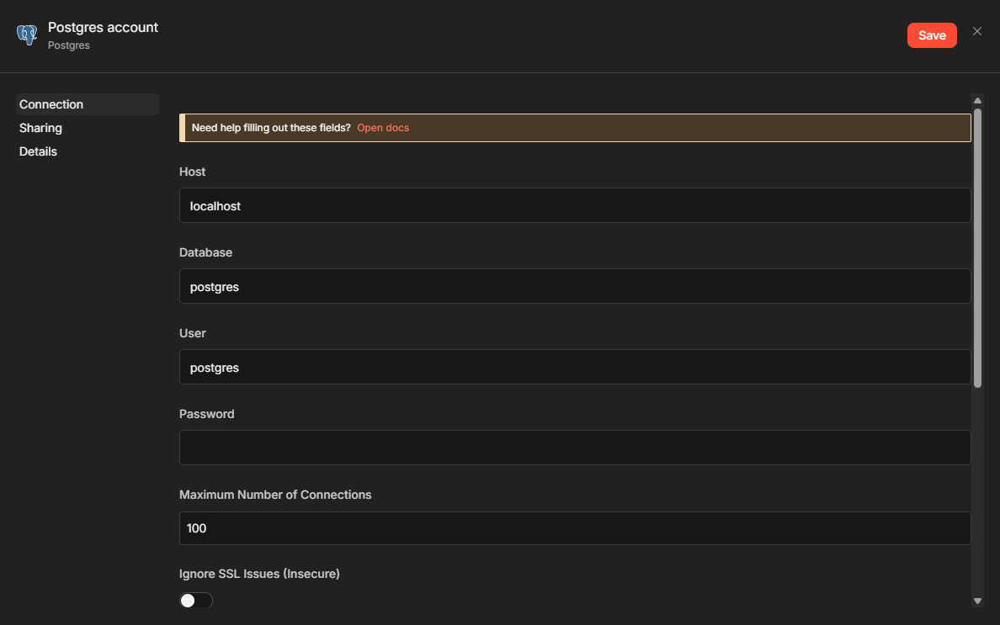 Postgres account
Postgres
Save
Connection
Sharing
Details
Need help filling out these fields? Open docs
Host
localhost
Database
postgres
User
postgres
Password
Maximum Number of Connections
100
Ignore SSL Issues (Insecure)